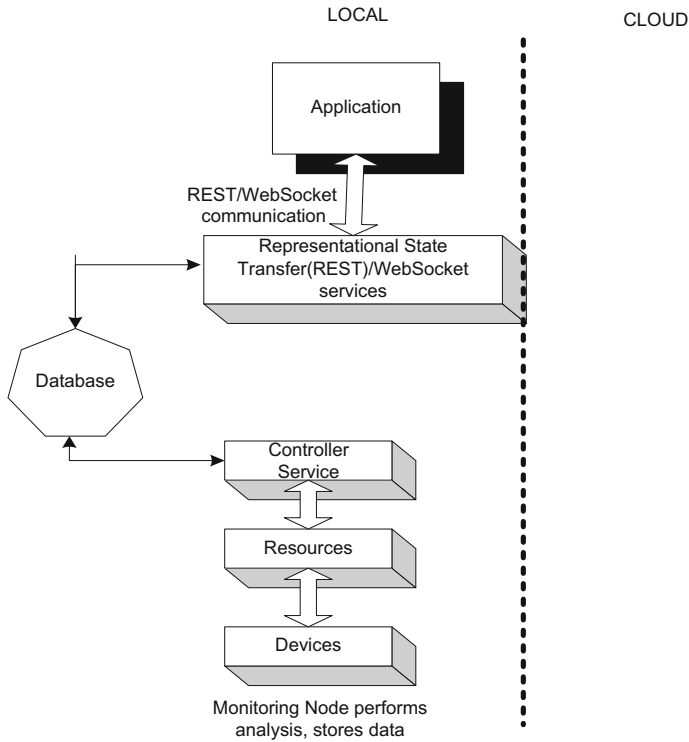 LOCAL
CLOUD
Application
REST/WebSocket
communication
Representational State
Transfer(REST)/WebSocket
services
Database
Controller
Service
Resources
Devices
Monitoring Node performs
analysis, stores data